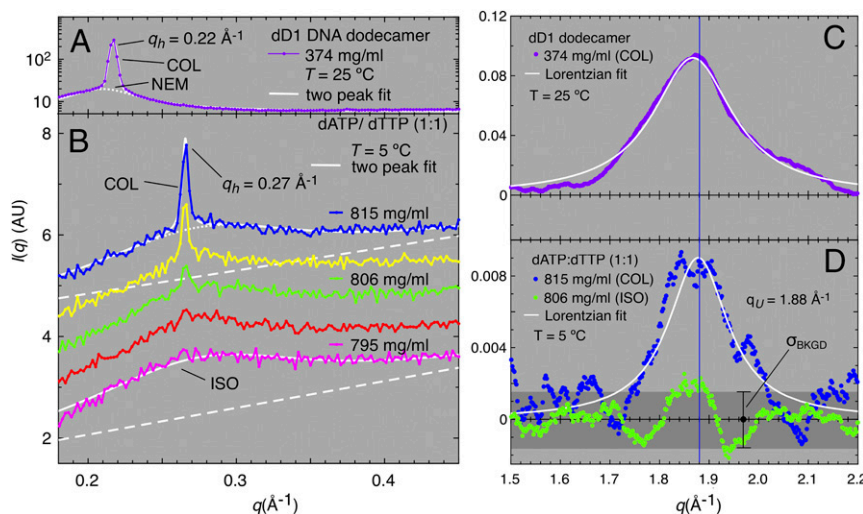 A
q_h = 0.22 Å⁻¹
COL
NEM
dD1 DNA dodecamer
374 mg/ml
T = 25 ºC
two peak fit
10²
10
B
dATP/ dTTP (1:1)
T = 5 ºC
two peak fit
COL
q_h = 0.27 Å⁻¹
815 mg/ml
806 mg/ml
795 mg/ml
ISO
I(q) (AU)
8
6
4
2
0.2
0.3
0.4
q(Å⁻¹)
C
dD1 dodecamer
374 mg/ml (COL)
Lorentzian fit
T = 25 ºC
0.12
0.08
0.04
0
D
dATP:dTTP (1:1)
815 mg/ml (COL)
806 mg/ml (ISO)
Lorentzian fit
T = 5 ºC
q_U = 1.88 Å⁻¹
σ_BKGD
0.008
0.004
0.000
1.5
1.6
1.7
1.8
1.9
2.0
2.1
2.2
q(Å⁻¹)